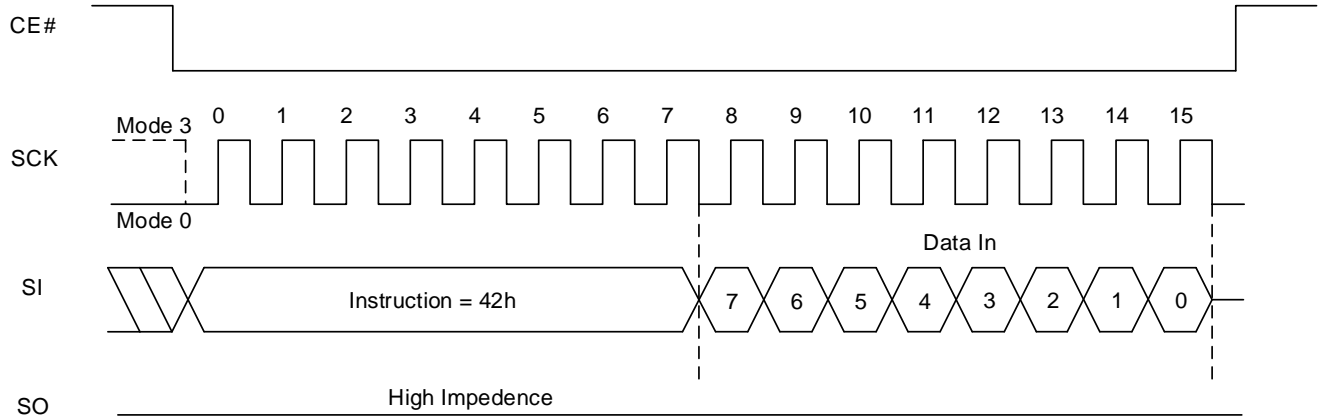 CE#
Mode 3
0 1 2 3 4 5 6 7 8 9 10 11 12 13 14 15
SCK
Mode 0
Data In
SI
Instruction = 42h
7 6 5 4 3 2 1 0
High Impedence
SO